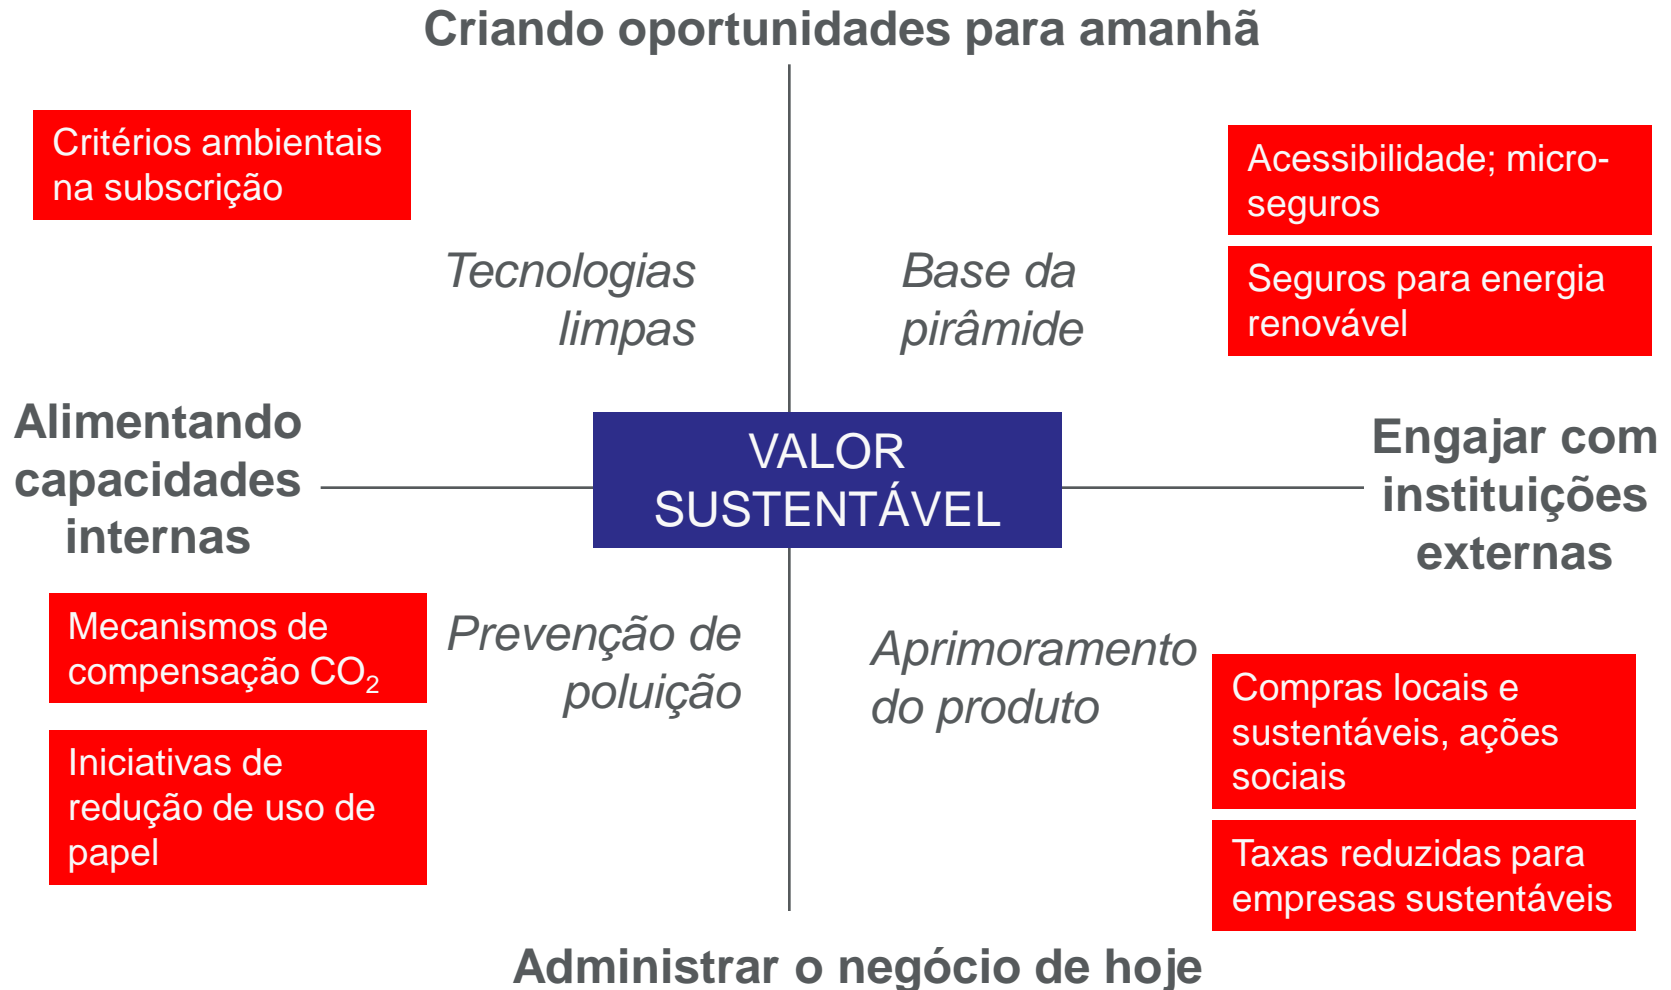 Criando oportunidades para amanhã
Critérios ambientais
na subscrição
Acessibilidade; micro-
seguros
Tecnologias
limpas
Base da
pirâmide
Seguros para energia
renovável
Alimentando
capacidades
internas
VALOR
SUSTENTÁVEL
Engajar com
instituições
externas
Mecanismos de
compensação CO₂
Prevenção de
poluição
Aprimoramento
do produto
Compras locais e
sustentáveis, ações
sociais
Iniciativas de
redução de uso de
papel
Taxas reduzidas para
empresas sustentáveis
Administrar o negócio de hoje